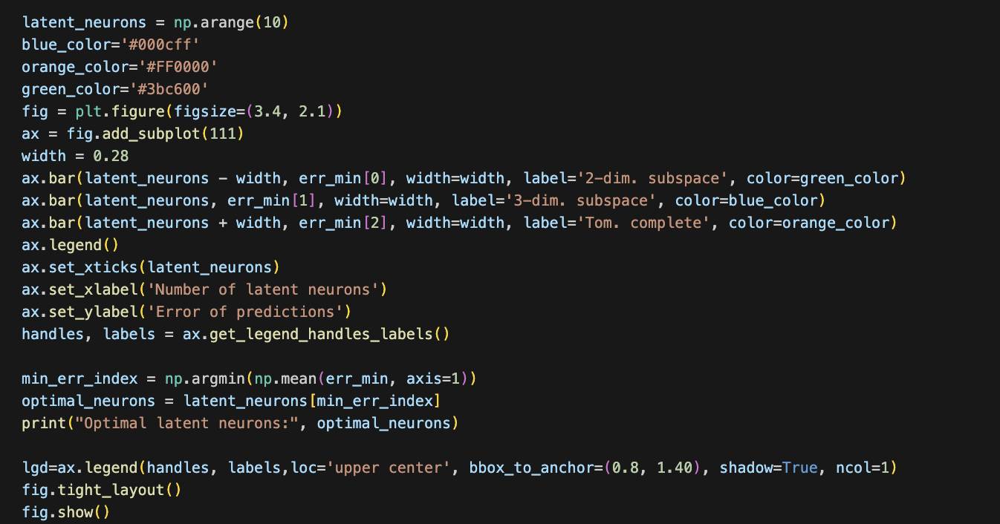 latent_neurons = np.arange(10)
blue_color='#000cff'
orange_color='#FF0000'
green_color='#3bc600'
fig = plt.figure(figsize=(3.4, 2.1))
ax = fig.add_subplot(111)
width = 0.28
ax.bar(latent_neurons - width, err_min[0], width=width, label='2-dim. subspace', color=green_color)
ax.bar(latent_neurons, err_min[1], width=width, label='3-dim. subspace', color=blue_color)
ax.bar(latent_neurons + width, err_min[2], width=width, label='Tom. complete', color=orange_color)
ax.legend()
ax.set_xticks(latent_neurons)
ax.set_xlabel('Number of latent neurons')
ax.set_ylabel('Error of predictions')
handles, labels = ax.get_legend_handles_labels()

min_err_index = np.argmin(np.mean(err_min, axis=1))
optimal_neurons = latent_neurons[min_err_index]
print("Optimal latent neurons:", optimal_neurons)

lgd=ax.legend(handles, labels,loc='upper center', bbox_to_anchor=(0.8, 1.40), shadow=True, ncol=1)
fig.tight_layout()
fig.show()